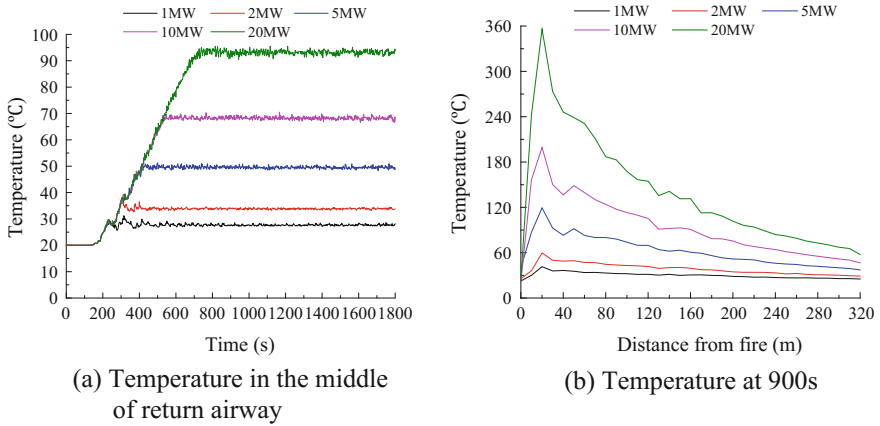 1MW 2MW 5MW
10MW 20MW
100
90
80
70
60
50
40
30
20
10
0
Temperature (℃)
0 200 400 600 800 1000 1200 1400 1600 1800
Time (s)
(a) Temperature in the middle
of return airway
1MW 2MW 5MW
10MW 20MW
360
300
240
180
120
60
0
Temperature (℃)
0 40 80 120 160 200 240 280 320
Distance from fire (m)
(b) Temperature at 900s